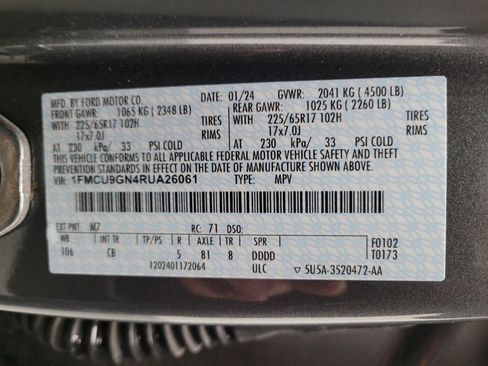 MFD. BY FORD MOTOR CO. DATE: 01/24 GVWR: 2041 KG ( 4500 LB)
FRONT GAWR: 1065 KG ( 2348 LB) REAR GAWR: 1025 KG ( 2260 LB)
WITH 225/65R17 102H TIRES WITH 225/65R17 102H TIRES
17x7.0J 17x7.0J
AT 230 kPa/ 33 PSI COLD AT 230 kPa/ 33 PSI COLD
THIS VEHICLE CONFORMS TO ALL APPLICABLE FEDERAL MOTOR VEHICLE SAFETY, BUMPER, AND THEFT
PREVENTION STANDARDS IN EFFECT ON THE DATE OF MANUFACTURE SHOWN ABOVE.
VIN: 1FMCU9GN4RUA26061 TYPE: MPV
EXT PNT: M7 RC: 71 DSO: F0102
WB INT TR TP/PS R AXLE TR SPR T0173
106 CB 5 81 8 DDDD
1202401172064 ULC ▽ 5U5A-3520472-AA